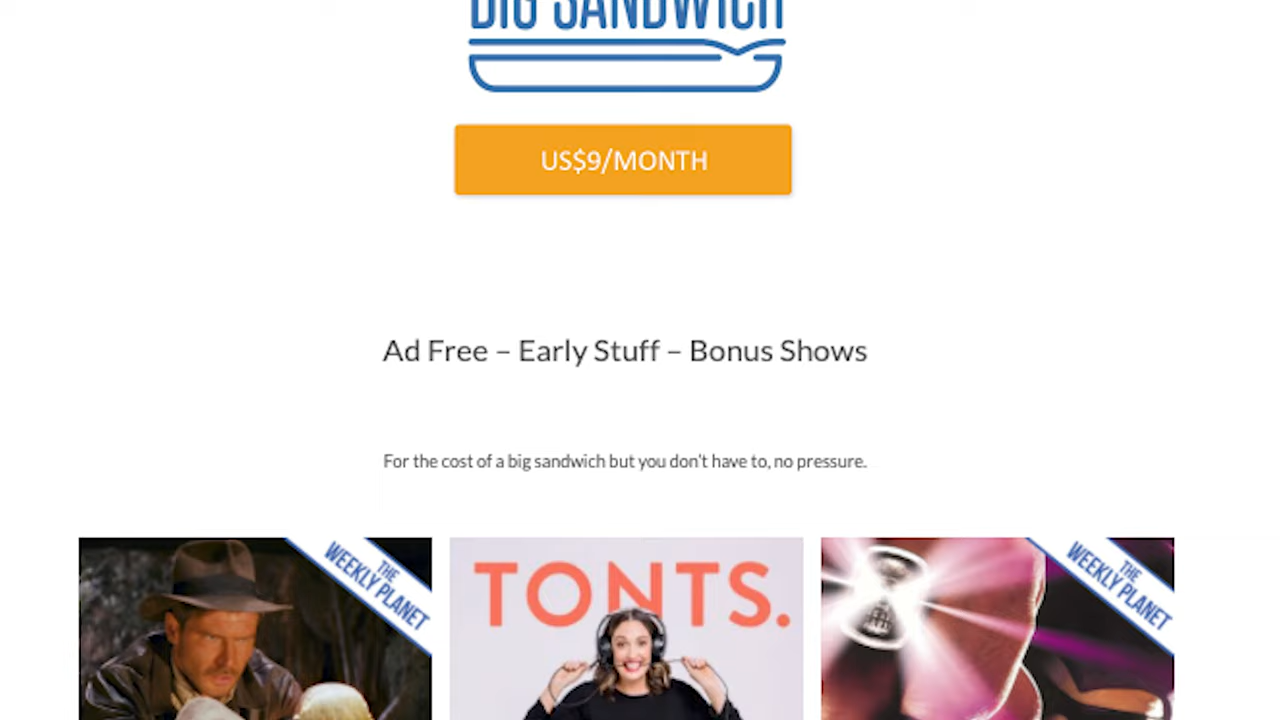 BIG SANDWICH
US$9/MONTH
Ad Free – Early Stuff – Bonus Shows
For the cost of a big sandwich but you don't have to, no pressure.
THE
WEEKLY PLANET
TONTS.
THE
WEEKLY PLANET